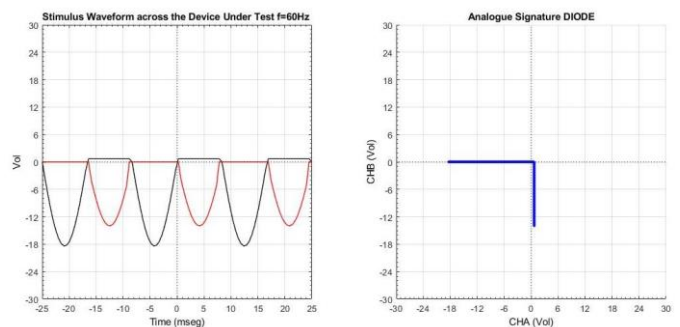 Stimulus Waveform across the Device Under Test f=60Hz
30
24
18
12
6
0
-6
-12
-18
-24
-30
Vol
-25 -20 -15 -10 -5 0 5 10 15 20 25
Time (mseg)
Analogue Signature DIODE
30
24
18
12
6
0
-6
-12
-18
-24
-30
CHB (Vol)
-30 -24 -18 -12 -6 0 6 12 18 24 30
CHA (Vol)